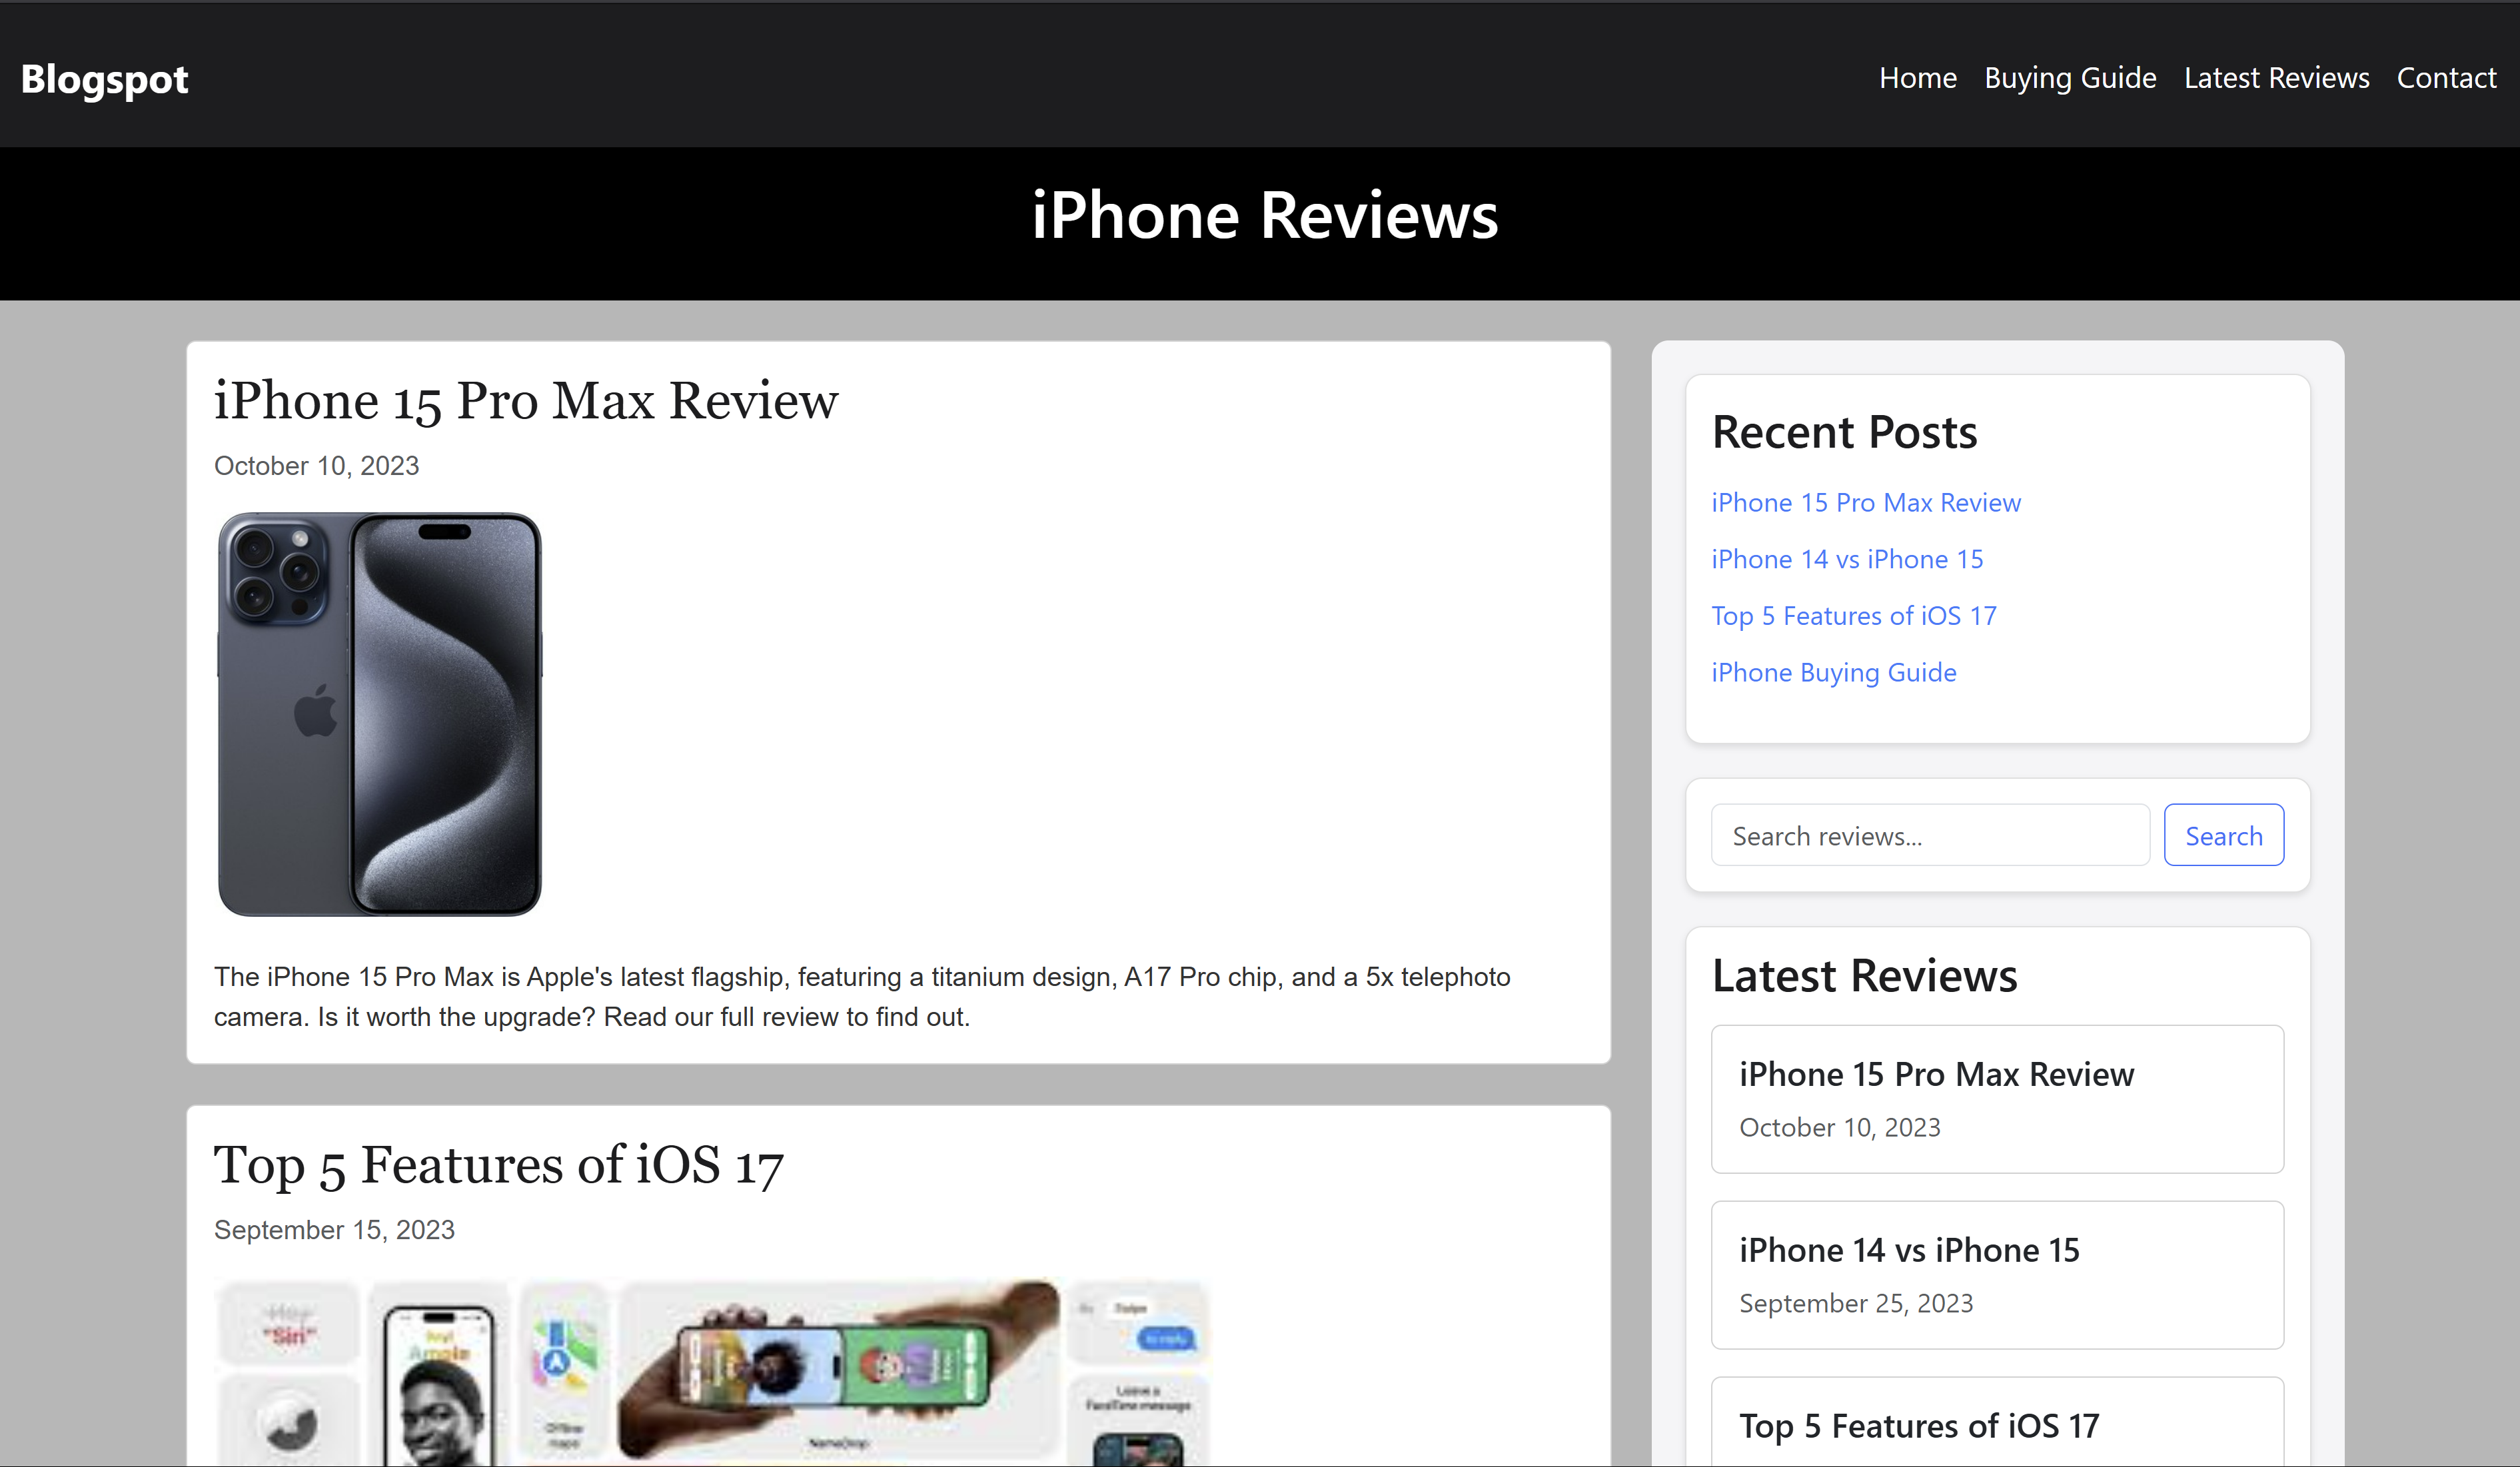 Blogspot
Home Buying Guide Latest Reviews Contact
iPhone Reviews
iPhone 15 Pro Max Review
October 10, 2023
The iPhone 15 Pro Max is Apple's latest flagship, featuring a titanium design, A17 Pro chip, and a 5x telephoto
camera. Is it worth the upgrade? Read our full review to find out.
Top 5 Features of iOS 17
September 15, 2023
"Siri"
Offline
maps
NameDrop
Leave a
FaceTime message
Recent Posts
iPhone 15 Pro Max Review
iPhone 14 vs iPhone 15
Top 5 Features of iOS 17
iPhone Buying Guide
Search reviews...
Search
Latest Reviews
iPhone 15 Pro Max Review
October 10, 2023
iPhone 14 vs iPhone 15
September 25, 2023
Top 5 Features of iOS 17